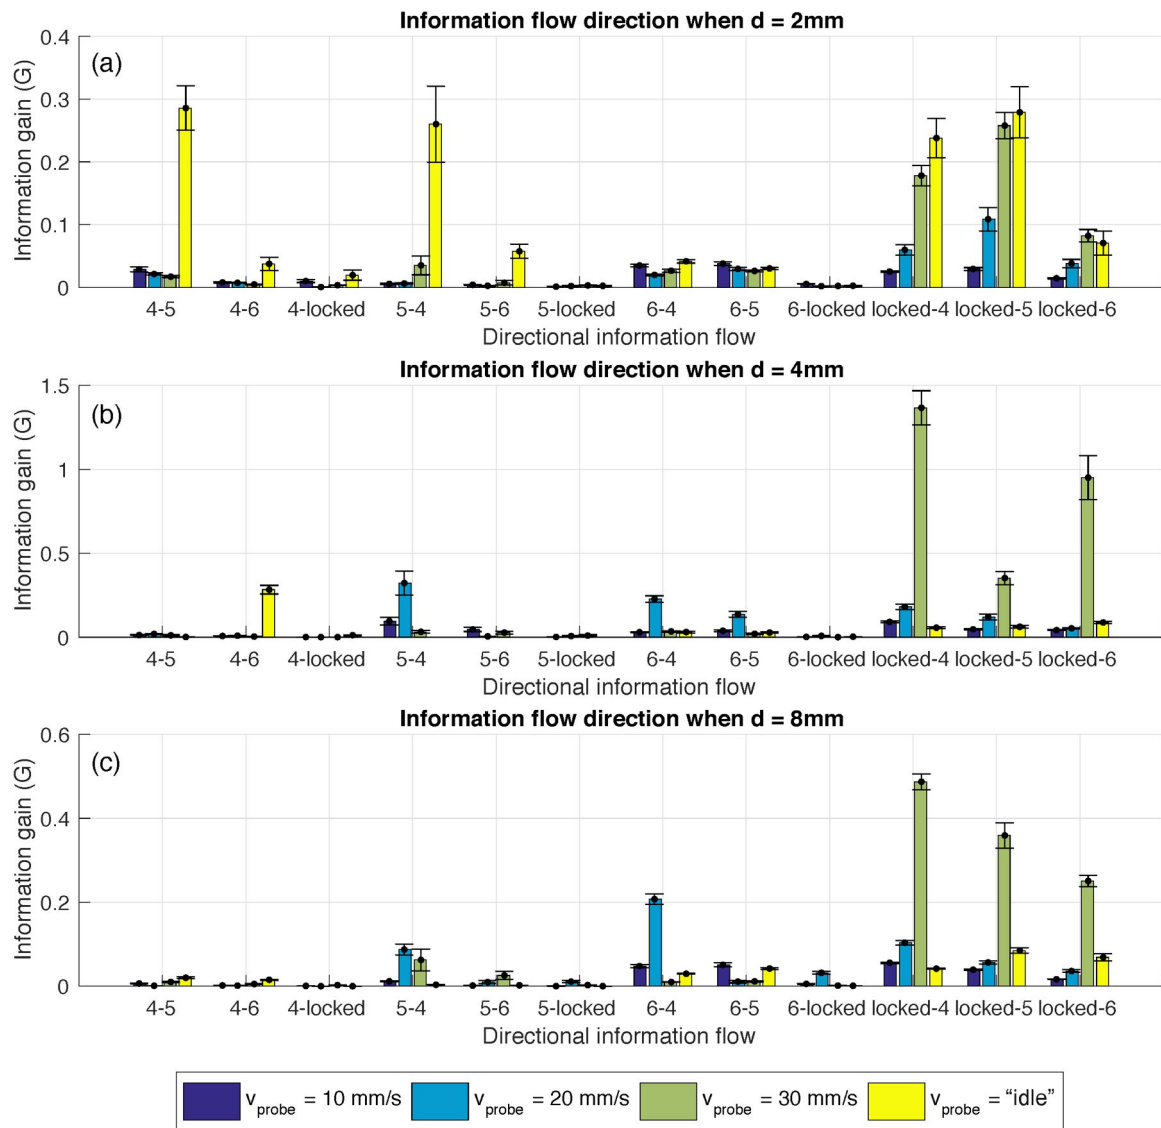 Information flow direction when d = 2mm
(a)
Information gain (G)
0.4
0.3
0.2
0.1
0
4-5 4-6 4-locked 5-4 5-6 5-locked 6-4 6-5 6-locked locked-4 locked-5 locked-6
Directional information flow
Information flow direction when d = 4mm
(b)
Information gain (G)
1.5
1
0.5
0
4-5 4-6 4-locked 5-4 5-6 5-locked 6-4 6-5 6-locked locked-4 locked-5 locked-6
Directional information flow
Information flow direction when d = 8mm
(c)
Information gain (G)
0.6
0.4
0.2
0
4-5 4-6 4-locked 5-4 5-6 5-locked 6-4 6-5 6-locked locked-4 locked-5 locked-6
Directional information flow
v_probe = 10 mm/s v_probe = 20 mm/s v_probe = 30 mm/s v_probe = “idle”